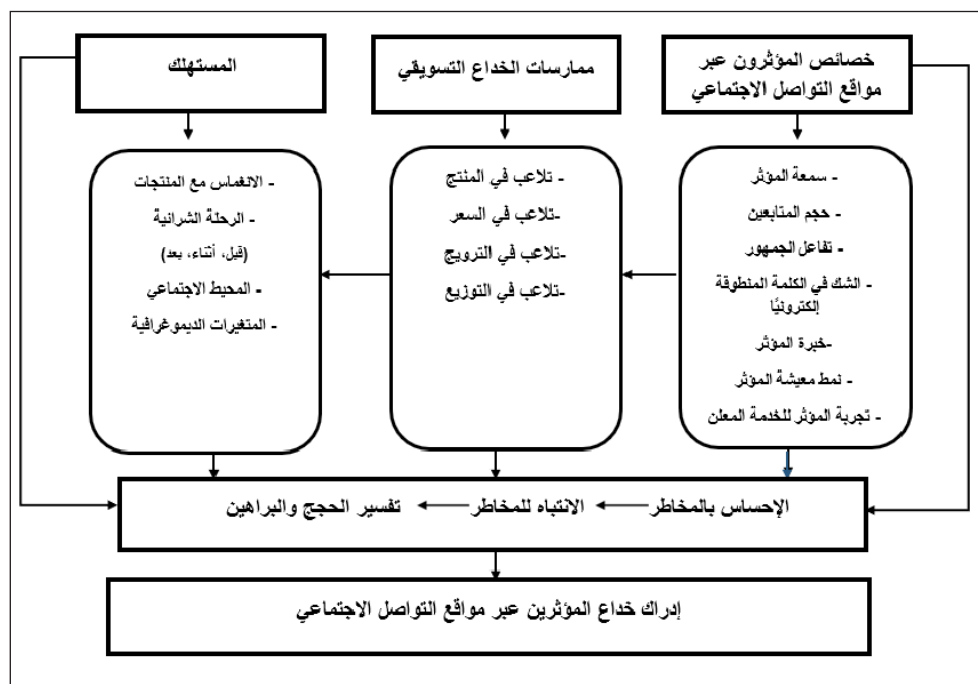 خصائص المؤثرون عبر
مواقع التواصل الاجتماعي
ممارسات الخداع التسويقي
المستهلك
- سمعة المؤثر
- حجم المتابعين
- تفاعل الجمهور
- الشك في الكلمة المنطوقة
إلكترونيًا
-خبرة المؤثر
- نمط معيشة المؤثر
- تجربة المؤثر للخدمة المعلن
- تلاعب في المنتج
-تلاعب في السعر
-تلاعب في الترويج
-تلاعب في التوزيع
- الانغماس مع المنتجات
- الرحلة الشرائية
(قبل، أثناء، بعد)
- المحيط الاجتماعي
- المتغيرات الديموغرافية
الإحساس بالمخاطر الانتباه للمخاطر تفسير الحجج والبراهين
إدراك خداع المؤثرين عبر مواقع التواصل الاجتماعي